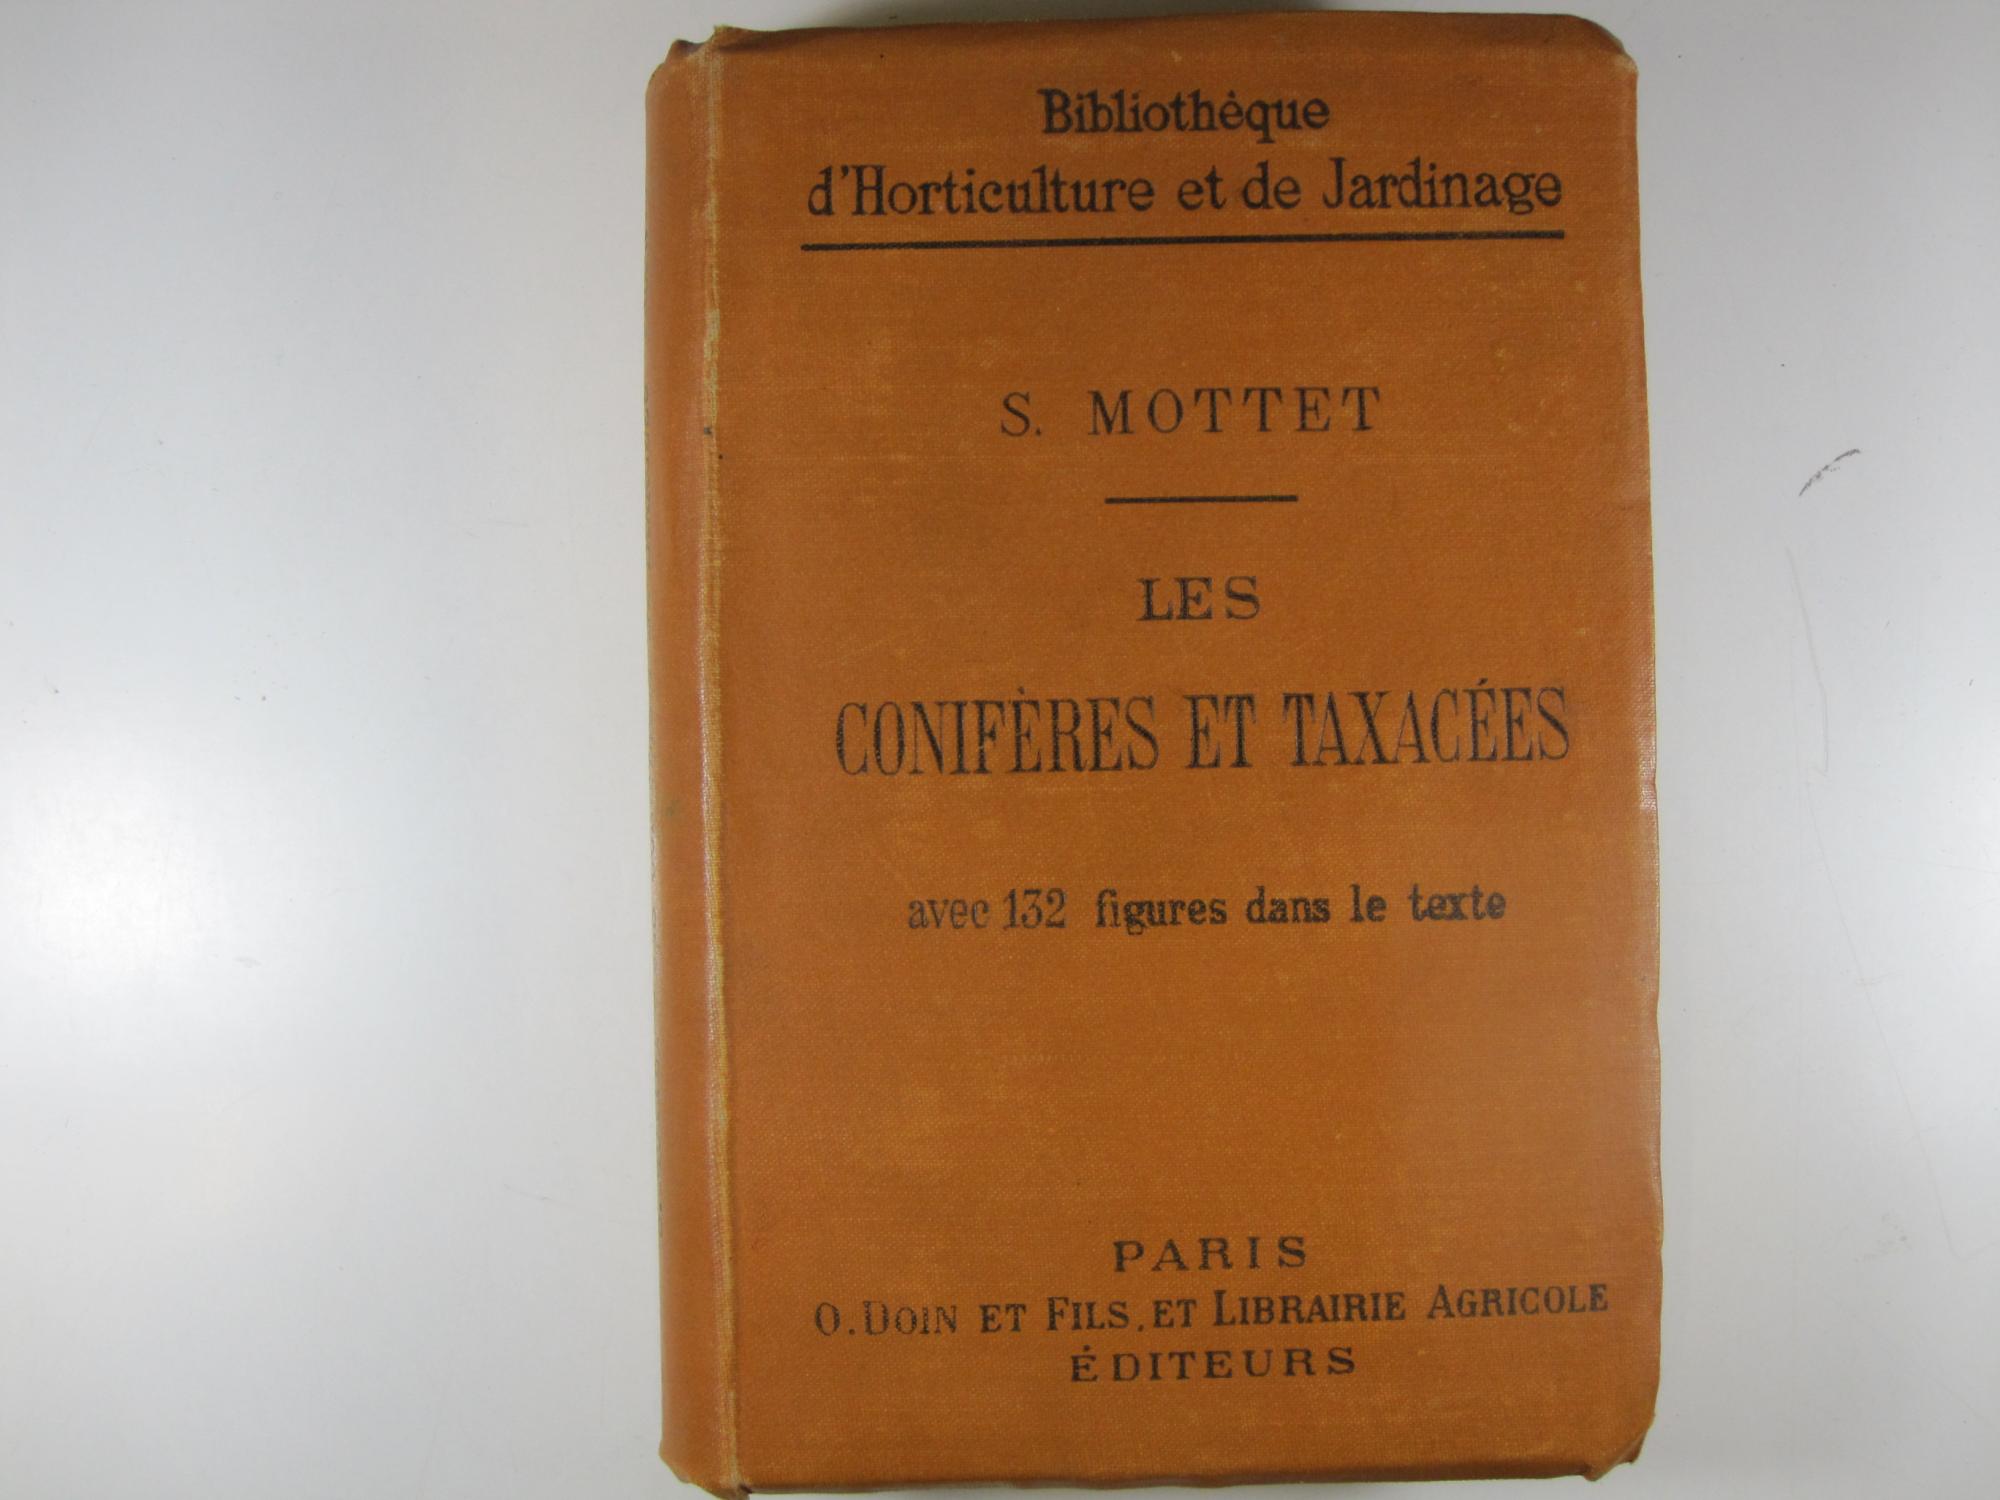 Bibliothèque
d'Horticulture et de Jardinage
S. MOTTET
LES
CONIFÈRES ET TAXACÉES
avec 132 figures dans le texte
PARIS
O. DOIN ET FILS, ET LIBRAIRIE AGRICOLE
ÉDITEURS